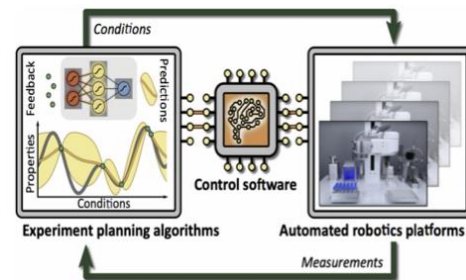 Conditions
Feedback
Predictions
Properties
Conditions
Control software
Experiment planning algorithms
Automated robotics platforms
Measurements